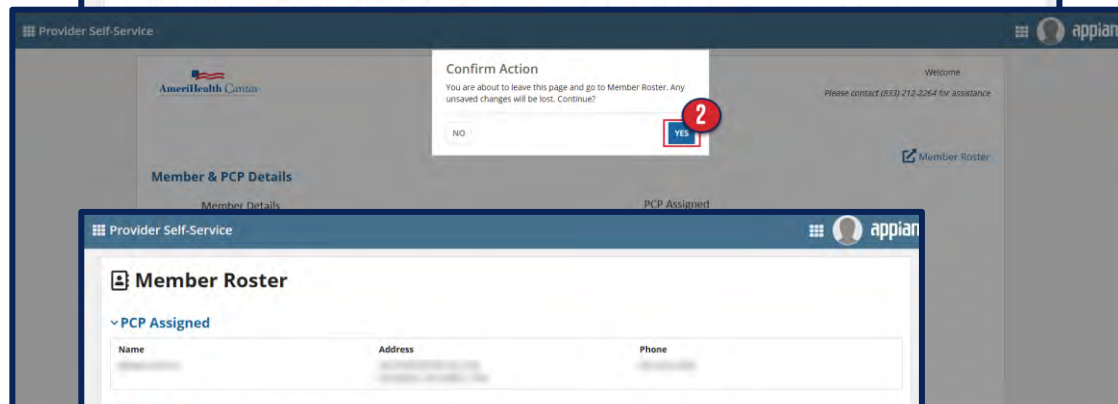 Provider Self-Service
appian
AmeriHealth Caritas
Confirm Action
You are about to leave this page and go to Member Roster. Any
unsaved changes will be lost. Continue?
NO
YES
2
Welcome
Please contact (833) 212-2264 for assistance
Member Roster
Member & PCP Details
Member Details
PCP Assigned
Provider Self-Service
appian
Member Roster
PCP Assigned
Name
Address
Phone